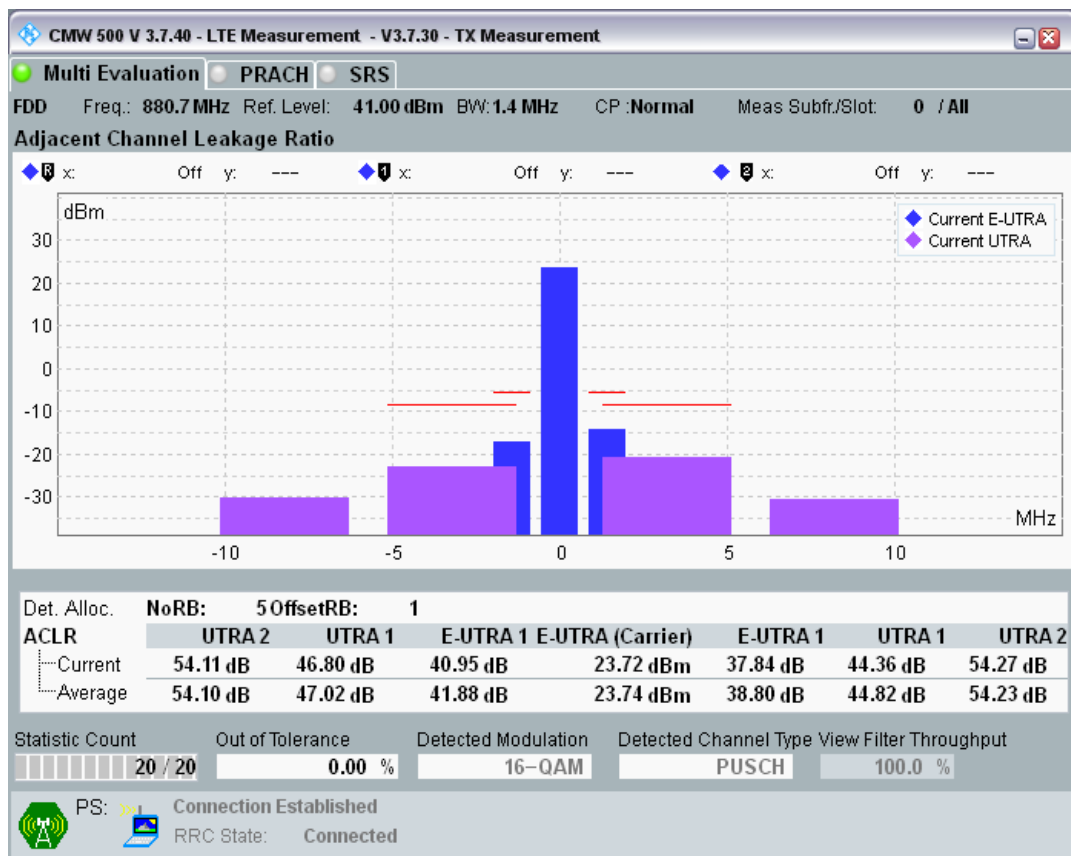 CMW 500 V 3.7.40 - LTE Measurement - V3.7.30 - TX Measurement
Multi Evaluation PRACH SRS
FDD Freq.: 880.7 MHz Ref. Level: 41.00 dBm BW: 1.4 MHz CP :Normal Meas Subfr./Slot: 0 / All
Adjacent Channel Leakage Ratio
R x: Off y: --- 1 x: Off y: --- 2 x: Off y: ---
dBm
Current E-UTRA
Current UTRA
30
20
10
0
-10
-20
-30
MHz
-10 -5 0 5 10
Det. Alloc. NoRB: 5 OffsetRB: 1
ACLR UTRA 2 UTRA 1 E-UTRA 1 E-UTRA (Carrier) E-UTRA 1 UTRA 1 UTRA 2
Current 54.11 dB 46.80 dB 40.95 dB 23.72 dBm 37.84 dB 44.36 dB 54.27 dB
Average 54.10 dB 47.02 dB 41.88 dB 23.74 dBm 38.80 dB 44.82 dB 54.23 dB
Statistic Count Out of Tolerance Detected Modulation Detected Channel Type View Filter Throughput
20 / 20 0.00 % 16-QAM PUSCH 100.0 %
PS: Connection Established
RRC State: Connected